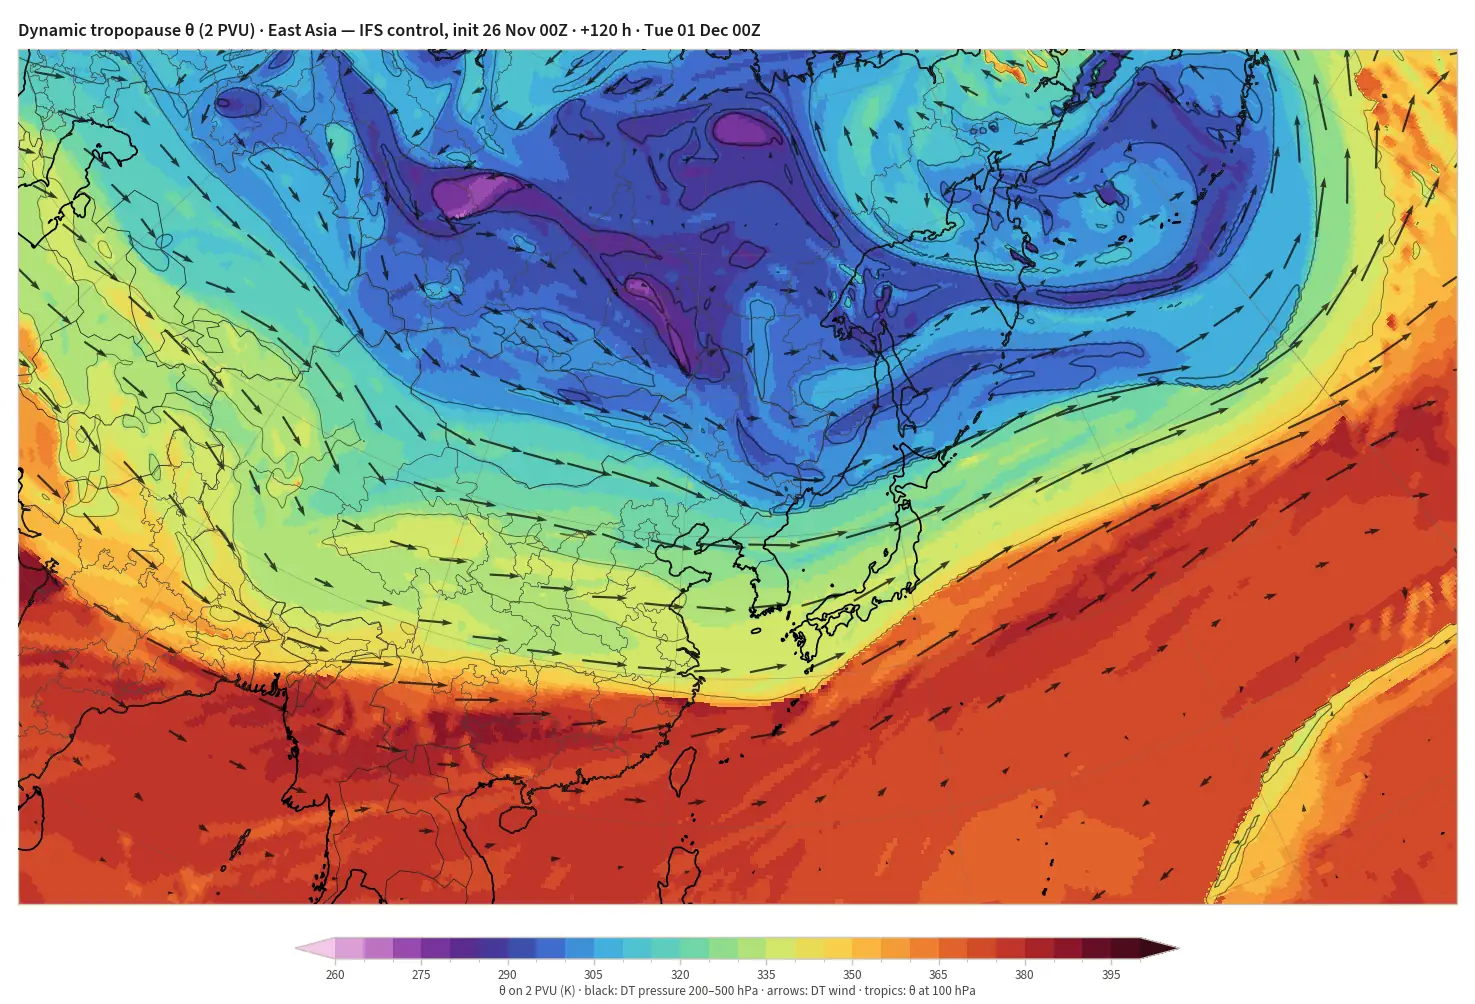 Dynamic tropopause θ (2 PVU) · East Asia — IFS control, init 26 Nov 00Z · +120 h · Tue 01 Dec 00Z
260 275 290 305 320 335 350 365 380 395
θ on 2 PVU (K) · black: DT pressure 200–500 hPa · arrows: DT wind · tropics: θ at 100 hPa